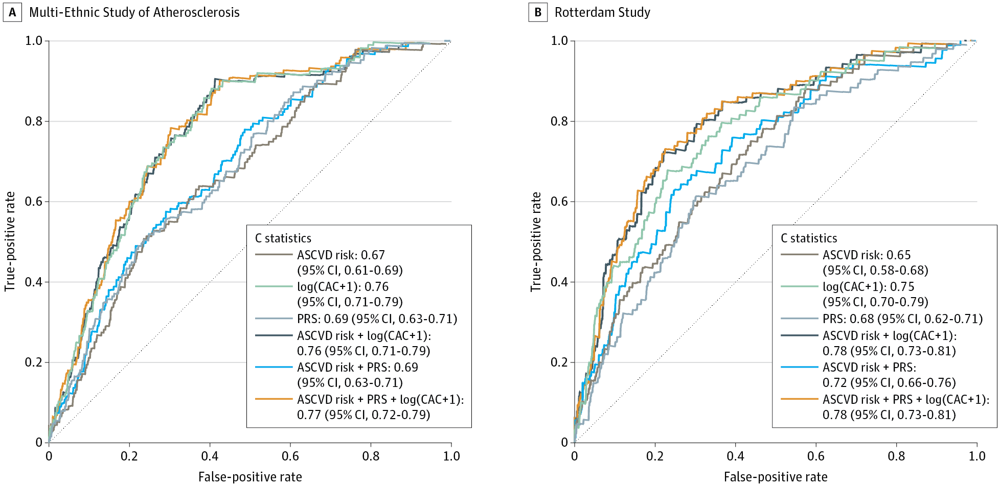 A Multi-Ethnic Study of Atherosclerosis
True-positive rate
1.0
0.8
0.6
0.4
0.2
0
0 0.2 0.4 0.6 0.8 1.0
False-positive rate
C statistics
ASCVD risk: 0.67
(95% CI, 0.61-0.69)
log(CAC+1): 0.76
(95% CI, 0.71-0.79)
PRS: 0.69 (95% CI, 0.63-0.71)
ASCVD risk + log(CAC+1):
0.76 (95% CI, 0.71-0.79)
ASCVD risk + PRS: 0.69
(95% CI, 0.63-0.71)
ASCVD risk + PRS + log(CAC+1):
0.77 (95% CI, 0.72-0.79)
B Rotterdam Study
True-positive rate
1.0
0.8
0.6
0.4
0.2
0
0 0.2 0.4 0.6 0.8 1.0
False-positive rate
C statistics
ASCVD risk: 0.65
(95% CI, 0.58-0.68)
log(CAC+1): 0.75
(95% CI, 0.70-0.79)
PRS: 0.68 (95% CI, 0.62-0.71)
ASCVD risk + log(CAC+1):
0.78 (95% CI, 0.73-0.81)
ASCVD risk + PRS:
0.72 (95% CI, 0.66-0.76)
ASCVD risk + PRS + log(CAC+1):
0.78 (95% CI, 0.73-0.81)